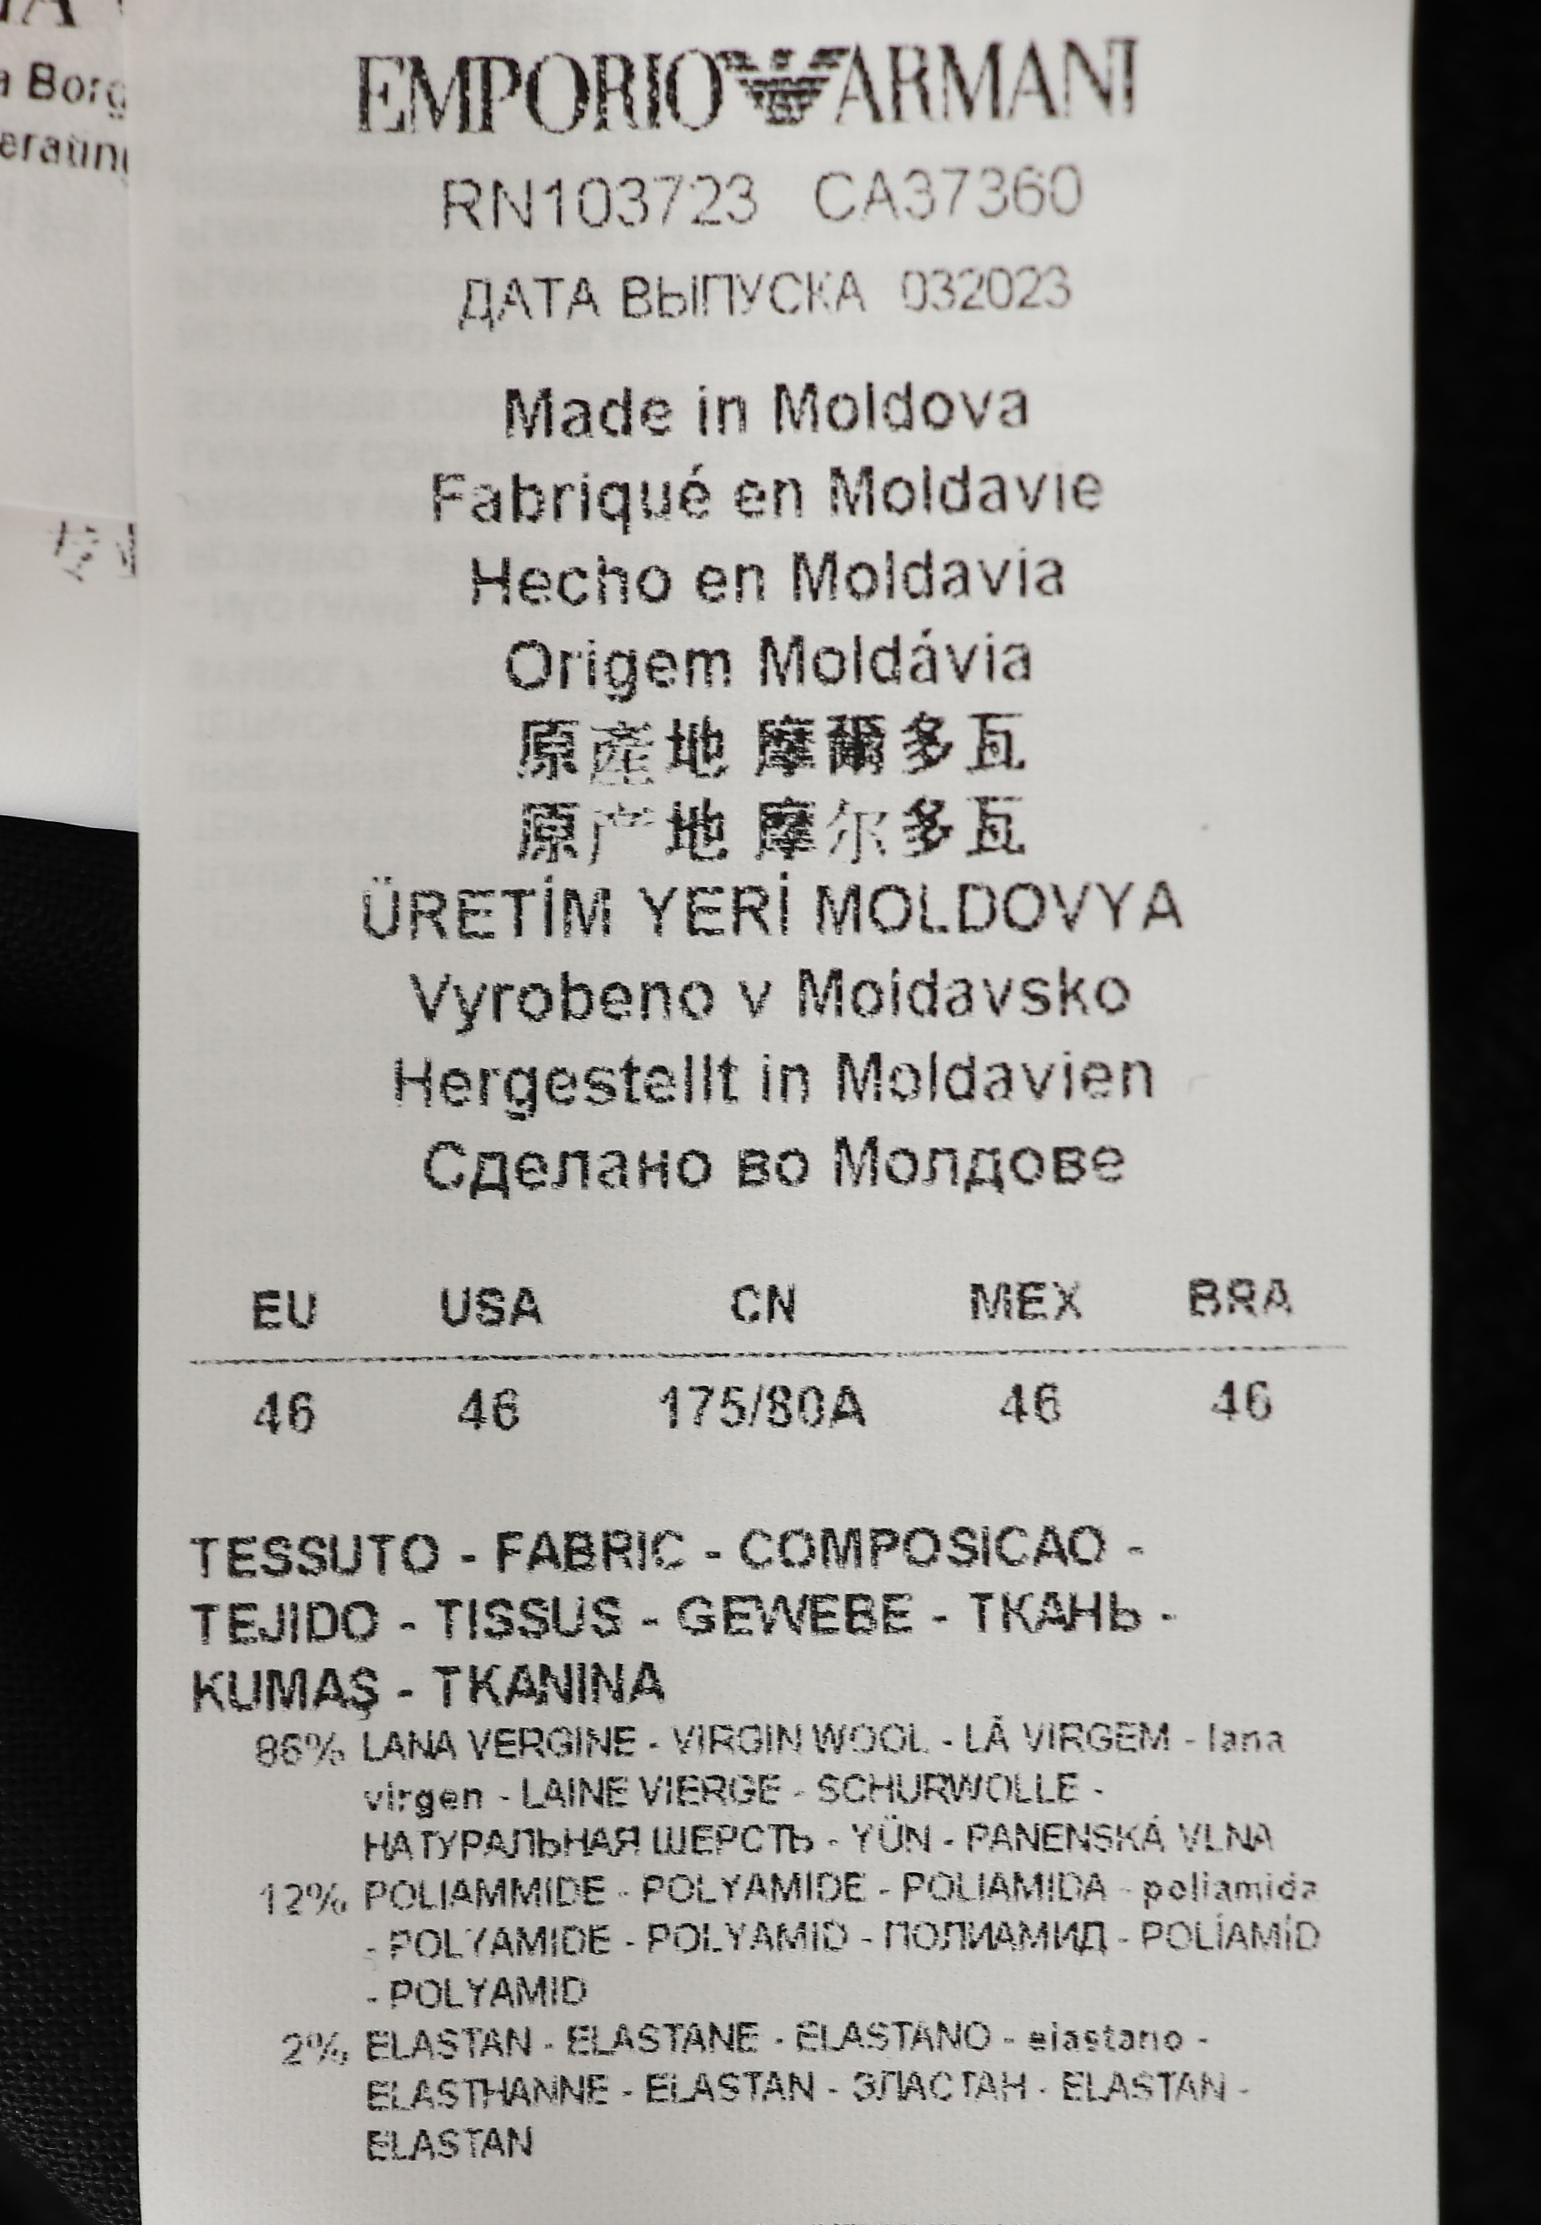 a Borg
EMPORIO ARMANI
RN103723 CA37360
ДАТА ВЫПУСКА 032023
Made in Moldova
Fabriqué en Moldavie
Hecho en Moldavia
Origem Moldávia
原產地 摩爾多瓦
原产地 摩尔多瓦
ÜRETİM YERİ MOLDOVYA
Vyrobeno v Moldavsko
Hergestellt in Moldavien
Сделано во Молдове
EU USA CN MEX BRA
46 46 175/80A 46 46
TESSUTO - FABRIC - COMPOSICAO -
TEJIDO - TISSUS - GEWEBE - ТКАНЬ -
KUMAŞ - TKANINA
86% LANA VERGINE - VIRGIN WOOL - LÃ VIRGEM - lana
virgen - LAINE VIERGE - SCHURWOLLE -
НАТУРАЛЬНАЯ ШЕРСТЬ - YÜN - PANENSKÁ VLNA
12% POLIAMMIDE - POLYAMIDE - POLIAMIDA - poliamida
- POLYAMIDE - POLYAMID - ПОЛИАМИД - POLİAMİD
- POLYAMID
2% ELASTAN - ELASTANE - ELASTANO - elastano -
ELASTHANNE - ELASTAN - ЭЛАСТАН - ELASTAN -
ELASTAN